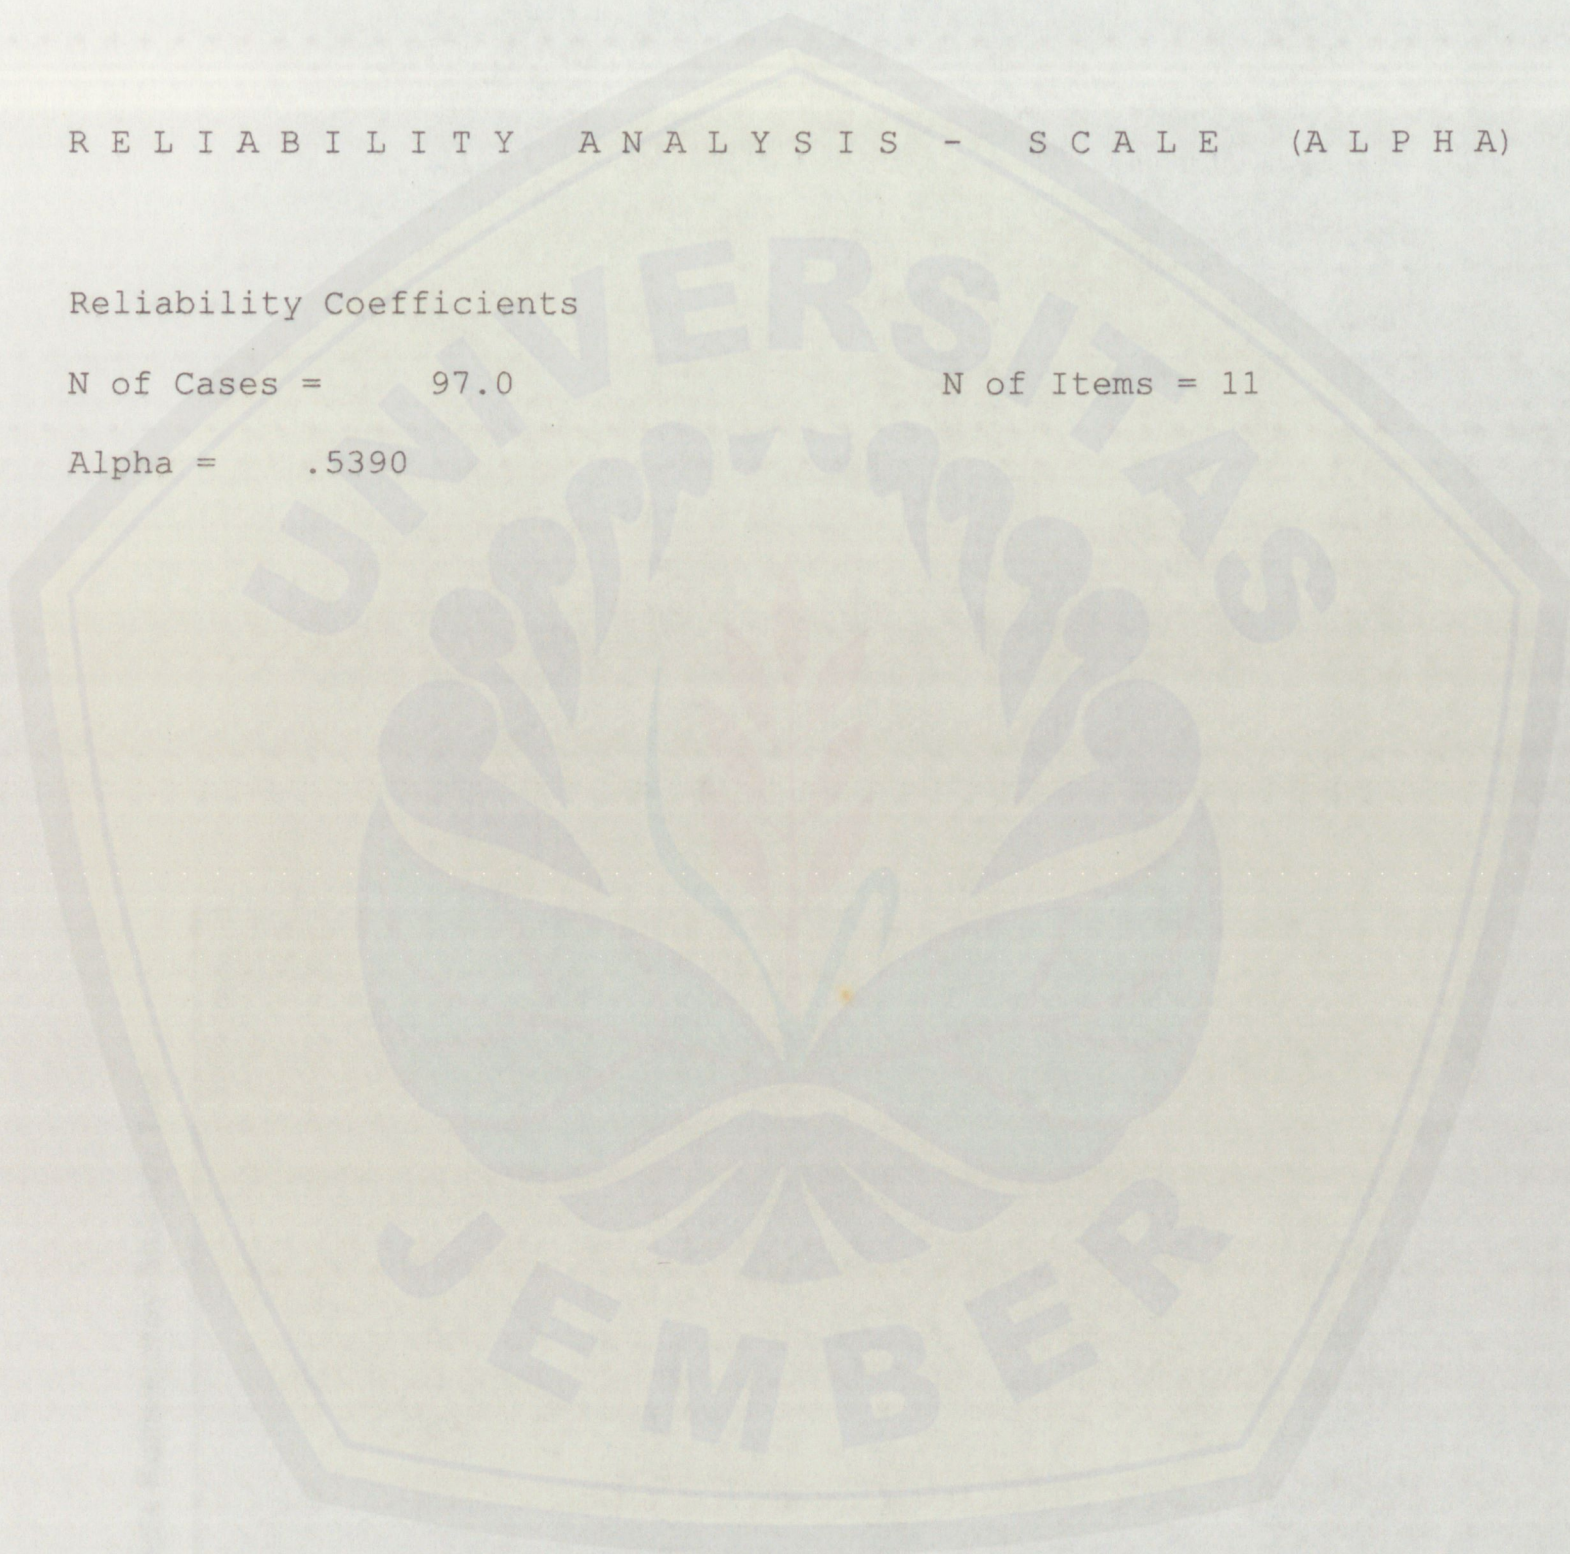 R E L I A B I L I T Y   A N A L Y S I S  -  S C A L E   (A L P H A)
Reliability Coefficients
N of Cases =     97.0                    N of Items = 11
Alpha =    .5390
UNIVERSITAS
JEMBER